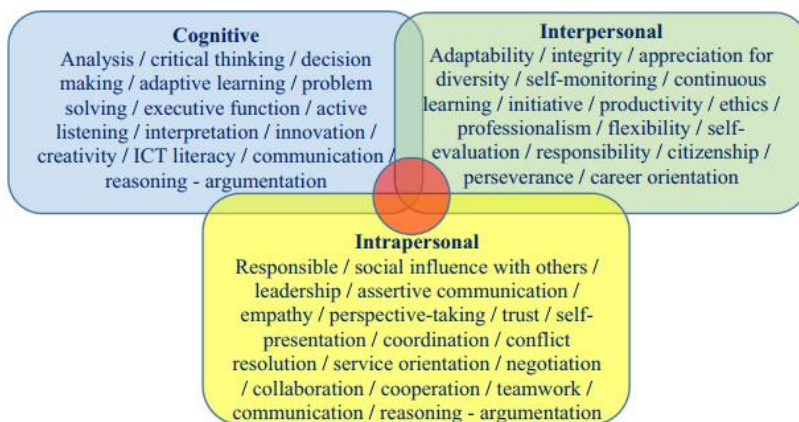 Cognitive
Analysis / critical thinking / decision
making / adaptive learning / problem
solving / executive function / active
listening / interpretation / innovation /
creativity / ICT literacy / communication /
reasoning - argumentation
Interpersonal
Adaptability / integrity / appreciation for
diversity / self-monitoring / continuous
learning / initiative / productivity / ethics /
professionalism / flexibility / self-
evaluation / responsibility / citizenship /
perseverance / career orientation
Intrapersonal
Responsible / social influence with others /
leadership / assertive communication /
empathy / perspective-taking / trust / self-
presentation / coordination / conflict
resolution / service orientation / negotiation
/ collaboration / cooperation / teamwork /
communication / reasoning - argumentation